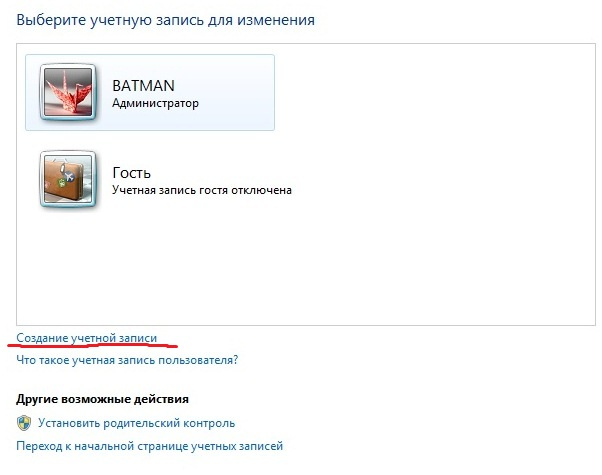 Выберите учетную запись для изменения
BATMAN
Администратор
Гость
Учетная запись гостя отключена
Создание учетной записи
Что такое учетная запись пользователя?
Другие возможные действия
Установить родительский контроль
Переход к начальной странице учетных записей